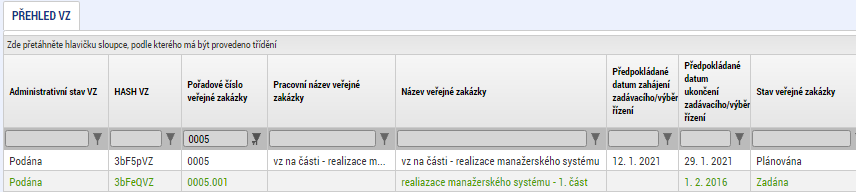 PŘEHLED VZ
Zde přetáhněte hlavičku sloupce, podle kterého má být provedeno třídění
Administrativní stav VZ HASH VZ Pořadové číslo veřejné zakázky Pracovní název veřejné zakázky Název veřejné zakázky Předpokládané datum zahájení zadávacího/výběr řízení Předpokládané datum ukončení zadávacího/výběr řízení Stav veřejné zakázky
0005
Podána 3bF5pVZ 0005 vz na části - realizace m... vz na části - realizace manažerského systému 12. 1. 2021 29. 1. 2021 Plánována
Podána 3bFeQVZ 0005.001 realiazace manažerského systému - 1. část 1. 2. 2016 Zadána